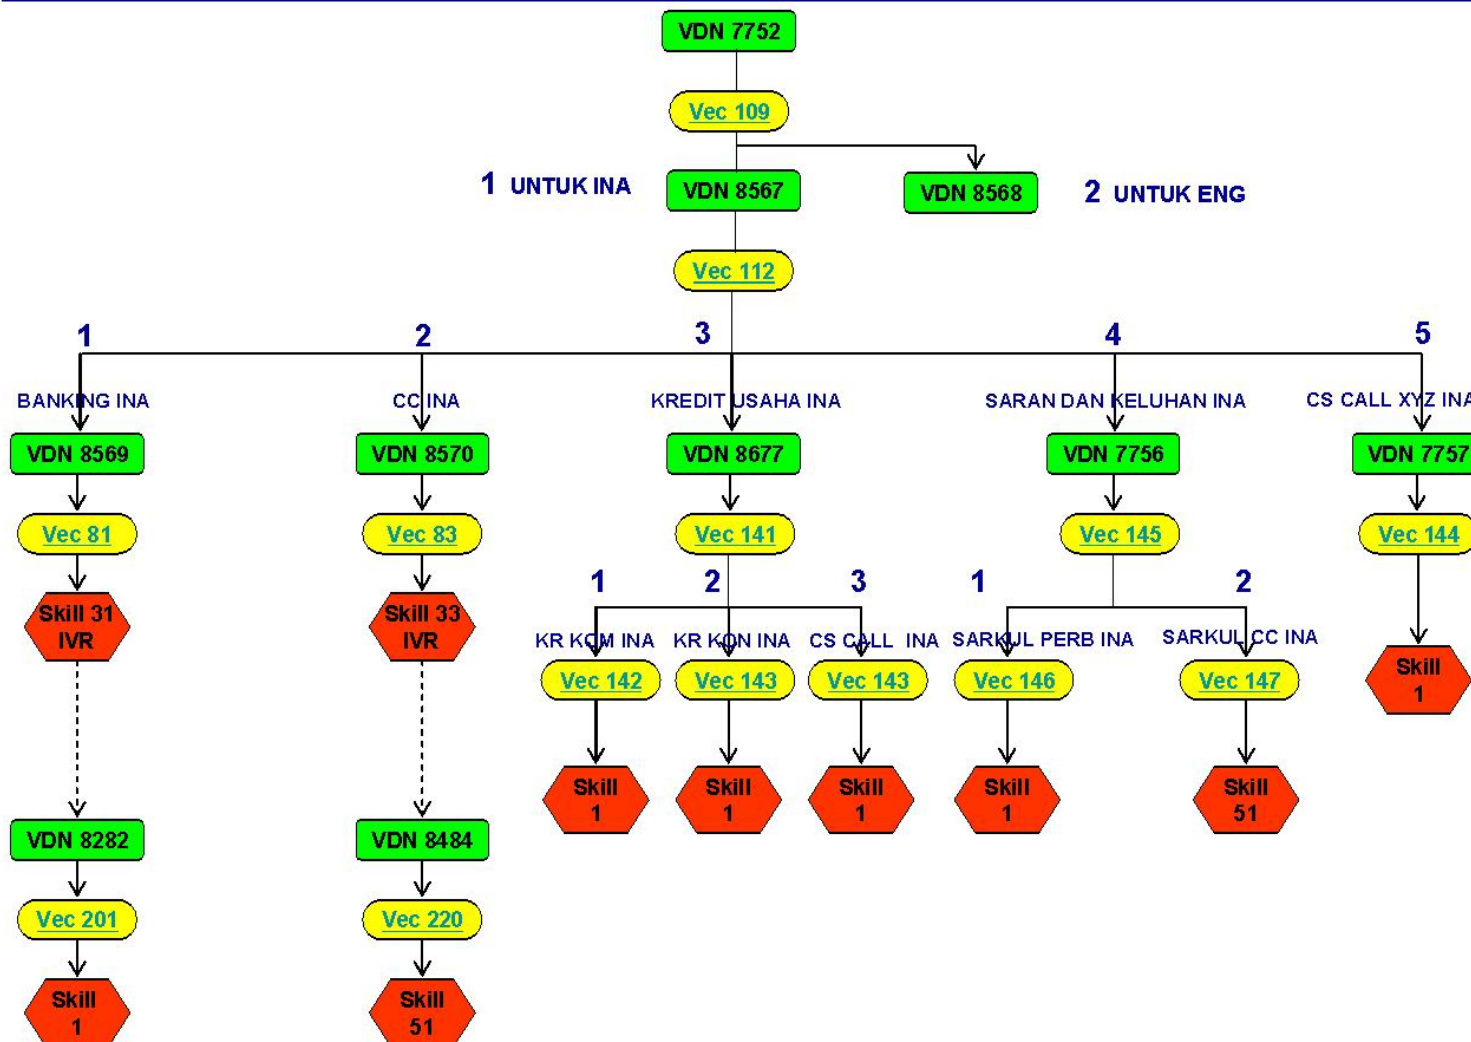 VDN 7752
Vec 109
1 UNTUK INA
VDN 8567
VDN 8568
2 UNTUK ENG
Vec 112
1
2
3
4
5
BANKING INA
CC INA
KREDIT USAHA INA
SARAN DAN KELUHAN INA
CS CALL XYZ INA
VDN 8569
VDN 8570
VDN 8677
VDN 7756
VDN 7757
Vec 81
Vec 83
Vec 141
Vec 145
Vec 144
1
2
3
1
2
Skill 31
IVR
Skill 33
IVR
KR KOM INA
KR KON INA
CS CALL INA
SARKUL PERB INA
SARKUL CC INA
Vec 142
Vec 143
Vec 143
Vec 146
Vec 147
Skill
1
Skill
1
Skill
1
Skill
1
Skill
1
Skill
51
VDN 8282
VDN 8484
Vec 201
Vec 220
Skill
1
Skill
51